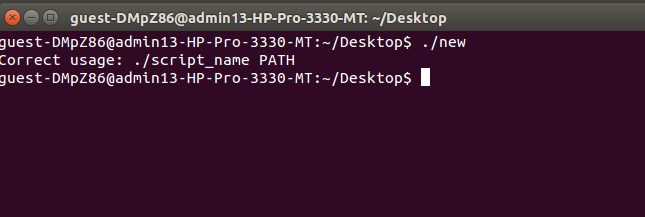 guest-DMpZ86@admin13-HP-Pro-3330-MT: ~/Desktop
guest-DMpZ86@admin13-HP-Pro-3330-MT:~/Desktop$ ./new
Correct usage: ./script_name PATH
guest-DMpZ86@admin13-HP-Pro-3330-MT:~/Desktop$